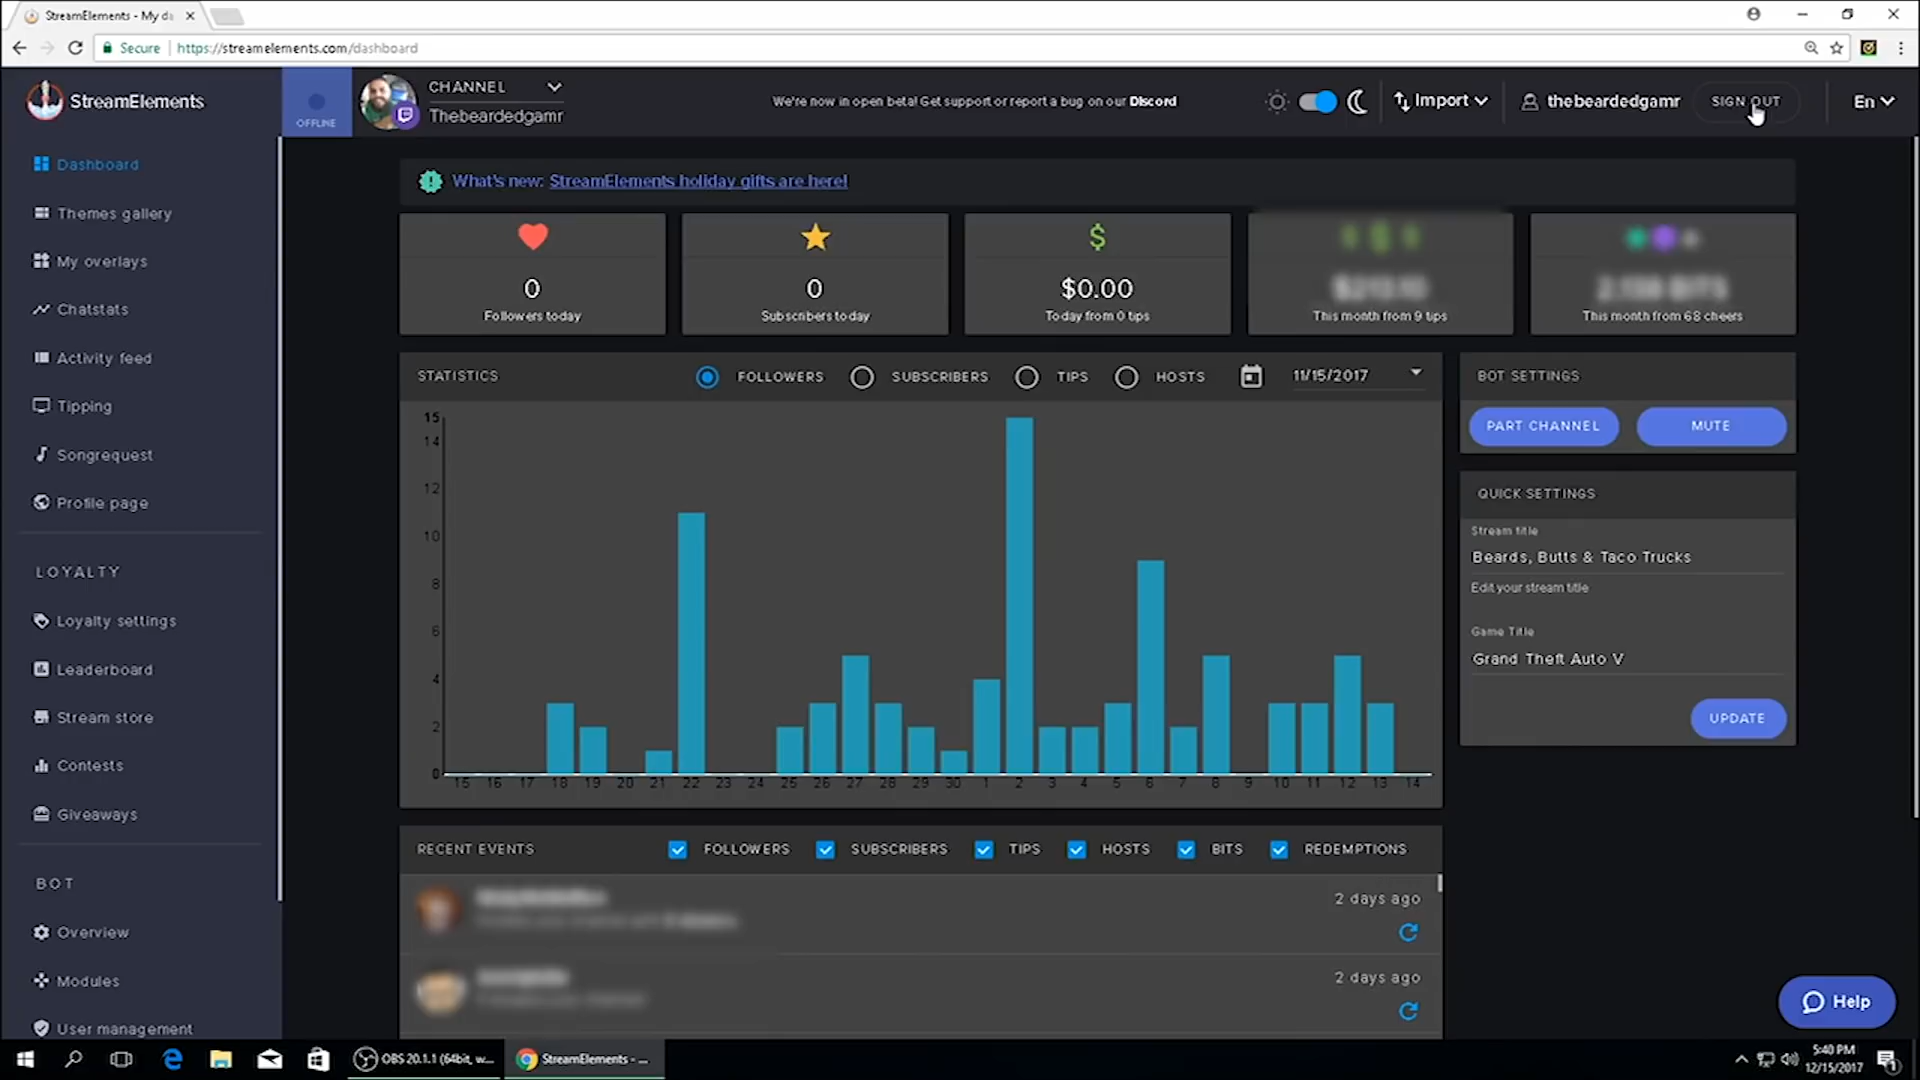 StreamElements - My da
Secure https://streamelements.com/dashboard
StreamElements
OFFLINE
CHANNEL
Thebeardedgamr
We're now in open beta! Get support or report a bug on our Discord
Import
thebeardedgamr
SIGN OUT
En
Dashboard
Themes gallery
My overlays
Chatstats
Activity feed
Tipping
Songrequest
Profile page
LOYALTY
Loyalty settings
Leaderboard
Stream store
Contests
Giveaways
BOT
Overview
Modules
User management
What's new: StreamElements holiday gifts are here!
0
Followers today
0
Subscribers today
$0.00
Today from 0 tips
This month from 9 tips
This month from 68 cheers
STATISTICS
FOLLOWERS SUBSCRIBERS TIPS HOSTS 11/15/2017
15
14
12
10
8
6
4
2
0
15 16 17 18 19 20 21 22 23 24 25 26 27 28 29 30 1 2 3 4 5 6 7 8 9 10 11 12 13 14
BOT SETTINGS
PART CHANNEL MUTE
QUICK SETTINGS
Stream title
Beards, Butts & Taco Trucks
Edit your stream title
Game Title
Grand Theft Auto V
UPDATE
RECENT EVENTS FOLLOWERS SUBSCRIBERS TIPS HOSTS BITS REDEMPTIONS
2 days ago
2 days ago
Help
OBS 20.1.1 (64bit, w...
StreamElements - ...
5:40 PM
12/15/2017
1